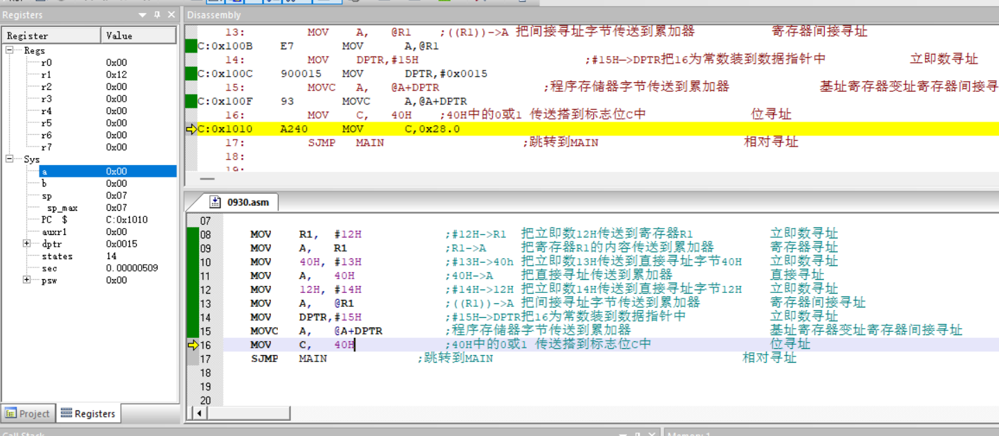 Registers
Register Value
Regs
r0 0x00
r1 0x12
r2 0x00
r3 0x00
r4 0x00
r5 0x00
r6 0x00
r7 0x00
Sys
a 0x00
b 0x00
sp 0x07
sp_max 0x07
PC $ C:0x1010
auxr1 0x00
dptr 0x0015
states 14
sec 0.00000509
psw 0x00
Project Registers
Disassembly
13: MOV A, @R1 ;((R1))->A 把间接寻址字节传送到累加器 寄存器间接寻址
C:0x100B E7 MOV A,@R1
14: MOV DPTR,#15H ;#15H—>DPTR把16为常数装到数据指针中 立即数寻址
C:0x100C 900015 MOV DPTR,#0x0015
15: MOVC A, @A+DPTR ;程序存储器字节传送到累加器 基址寄存器变址寄存器间接寻
C:0x100F 93 MOVC A,@A+DPTR
16: MOV C, 40H ;40H中的0或1 传送搭到标志位C中 位寻址
C:0x1010 A240 MOV C,0x28.0
17: SJMP MAIN ;跳转到MAIN 相对寻址
18:
19:
0930.asm
07
08 MOV R1, #12H ;#12H->R1 把立即数12H传送到寄存器R1 立即数寻址
09 MOV A, R1 ;R1->A 把寄存器R1的内容传送到累加器 寄存器寻址
10 MOV 40H, #13H ;#13H->40h 把立即数13H传送到直接寻址字节40H 立即数寻址
11 MOV A, 40H ;40H->A 把直接寻址传送到累加器 直接寻址
12 MOV 12H, #14H ;#14H->12H 把立即数14H传送到直接寻址字节12H 立即数寻址
13 MOV A, @R1 ;((R1))->A 把间接寻址字节传送到累加器 寄存器间接寻址
14 MOV DPTR,#15H ;#15H—>DPTR把16为常数装到数据指针中 立即数寻址
15 MOVC A, @A+DPTR ;程序存储器字节传送到累加器 基址寄存器变址寄存器间接寻址
16 MOV C, 40H ;40H中的0或1 传送搭到标志位C中 位寻址
17 SJMP MAIN ;跳转到MAIN 相对寻址
18
19
20
Call Stack
Memory 1